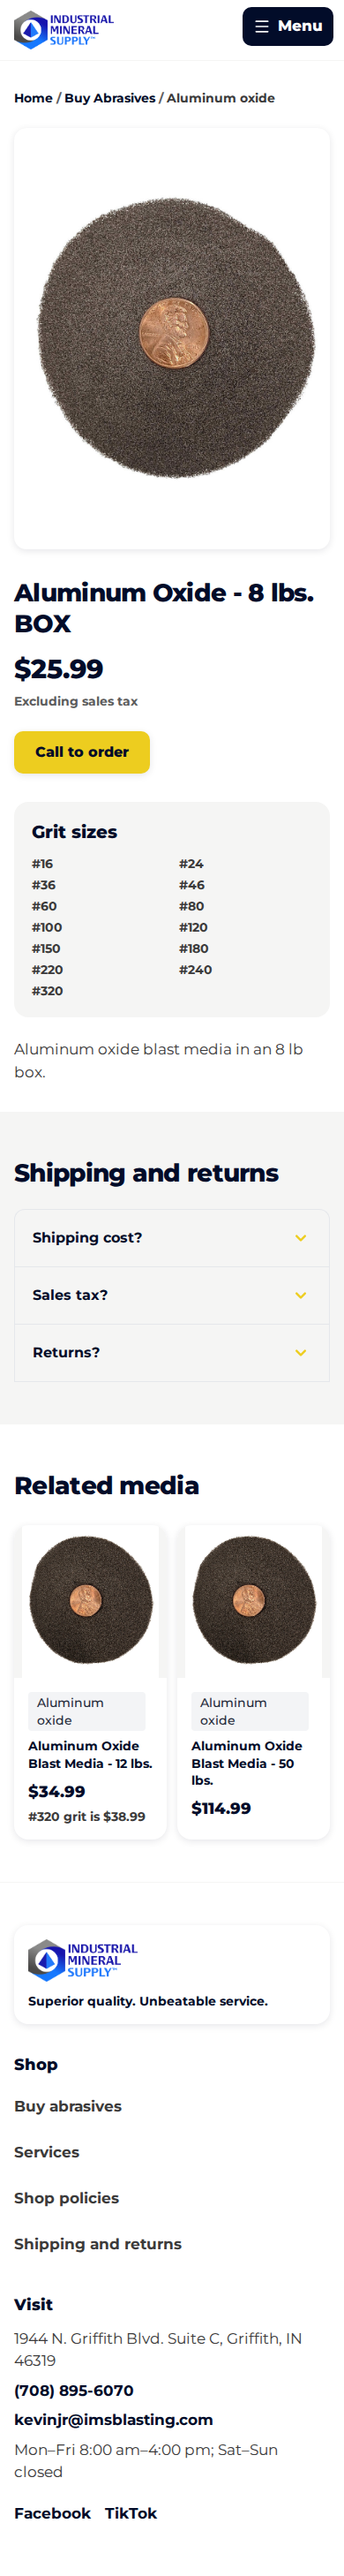 INDUSTRIAL
MINERAL
SUPPLY™
Menu
Home / Buy Abrasives / Aluminum oxide
Aluminum Oxide - 8 lbs.
BOX
$25.99
Excluding sales tax
Call to order
Grit sizes
#16
#24
#36
#46
#60
#80
#100
#120
#150
#180
#220
#240
#320
Aluminum oxide blast media in an 8 lb
box.
Shipping and returns
Shipping cost?
Sales tax?
Returns?
Related media
Aluminum
oxide
Aluminum Oxide
Blast Media - 12 lbs.
$34.99
#320 grit is $38.99
Aluminum
oxide
Aluminum Oxide
Blast Media - 50
lbs.
$114.99
INDUSTRIAL
MINERAL
SUPPLY™
Superior quality. Unbeatable service.
Shop
Buy abrasives
Services
Shop policies
Shipping and returns
Visit
1944 N. Griffith Blvd. Suite C, Griffith, IN
46319
(708) 895-6070
kevinjr@imsblasting.com
Mon–Fri 8:00 am–4:00 pm; Sat–Sun
closed
Facebook TikTok